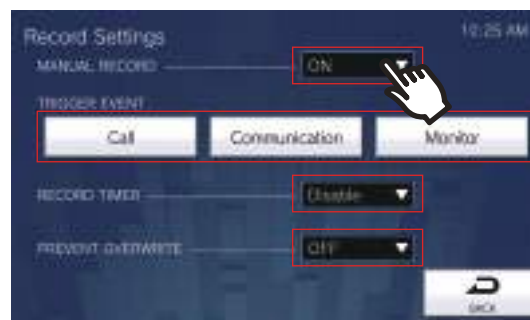 Record Settings
10:25 AM
MANUAL RECORD
ON
TRIGGER EVENT
Call
Communication
Monitor
RECORD TIMER
Disable
PREVENT OVERWRITE
OFF
BACK